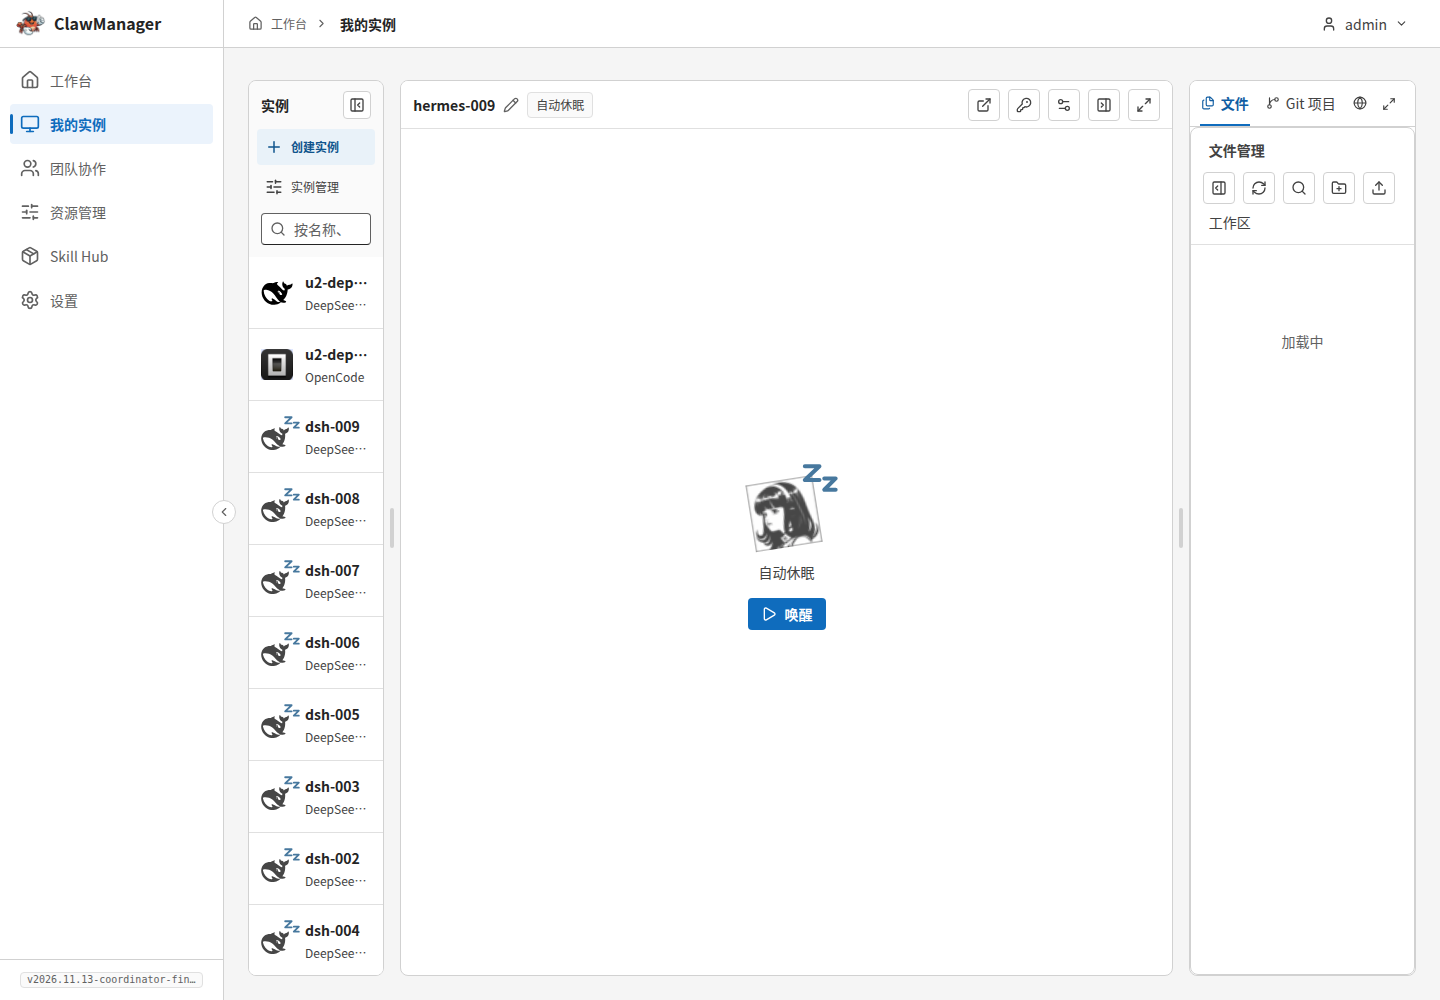 ClawManager
工作台
我的实例
admin
工作台
我的实例
团队协作
资源管理
Skill Hub
设置
v2026.11.13-coordinator-fin…
实例
创建实例
实例管理
按名称、
u2-dep…
DeepSee…
u2-dep…
OpenCode
dsh-009
DeepSee…
dsh-008
DeepSee…
dsh-007
DeepSee…
dsh-006
DeepSee…
dsh-005
DeepSee…
dsh-003
DeepSee…
dsh-002
DeepSee…
dsh-004
DeepSee…
hermes-009
自动休眠
自动休眠
唤醒
文件
Git 项目
文件管理
工作区
加载中